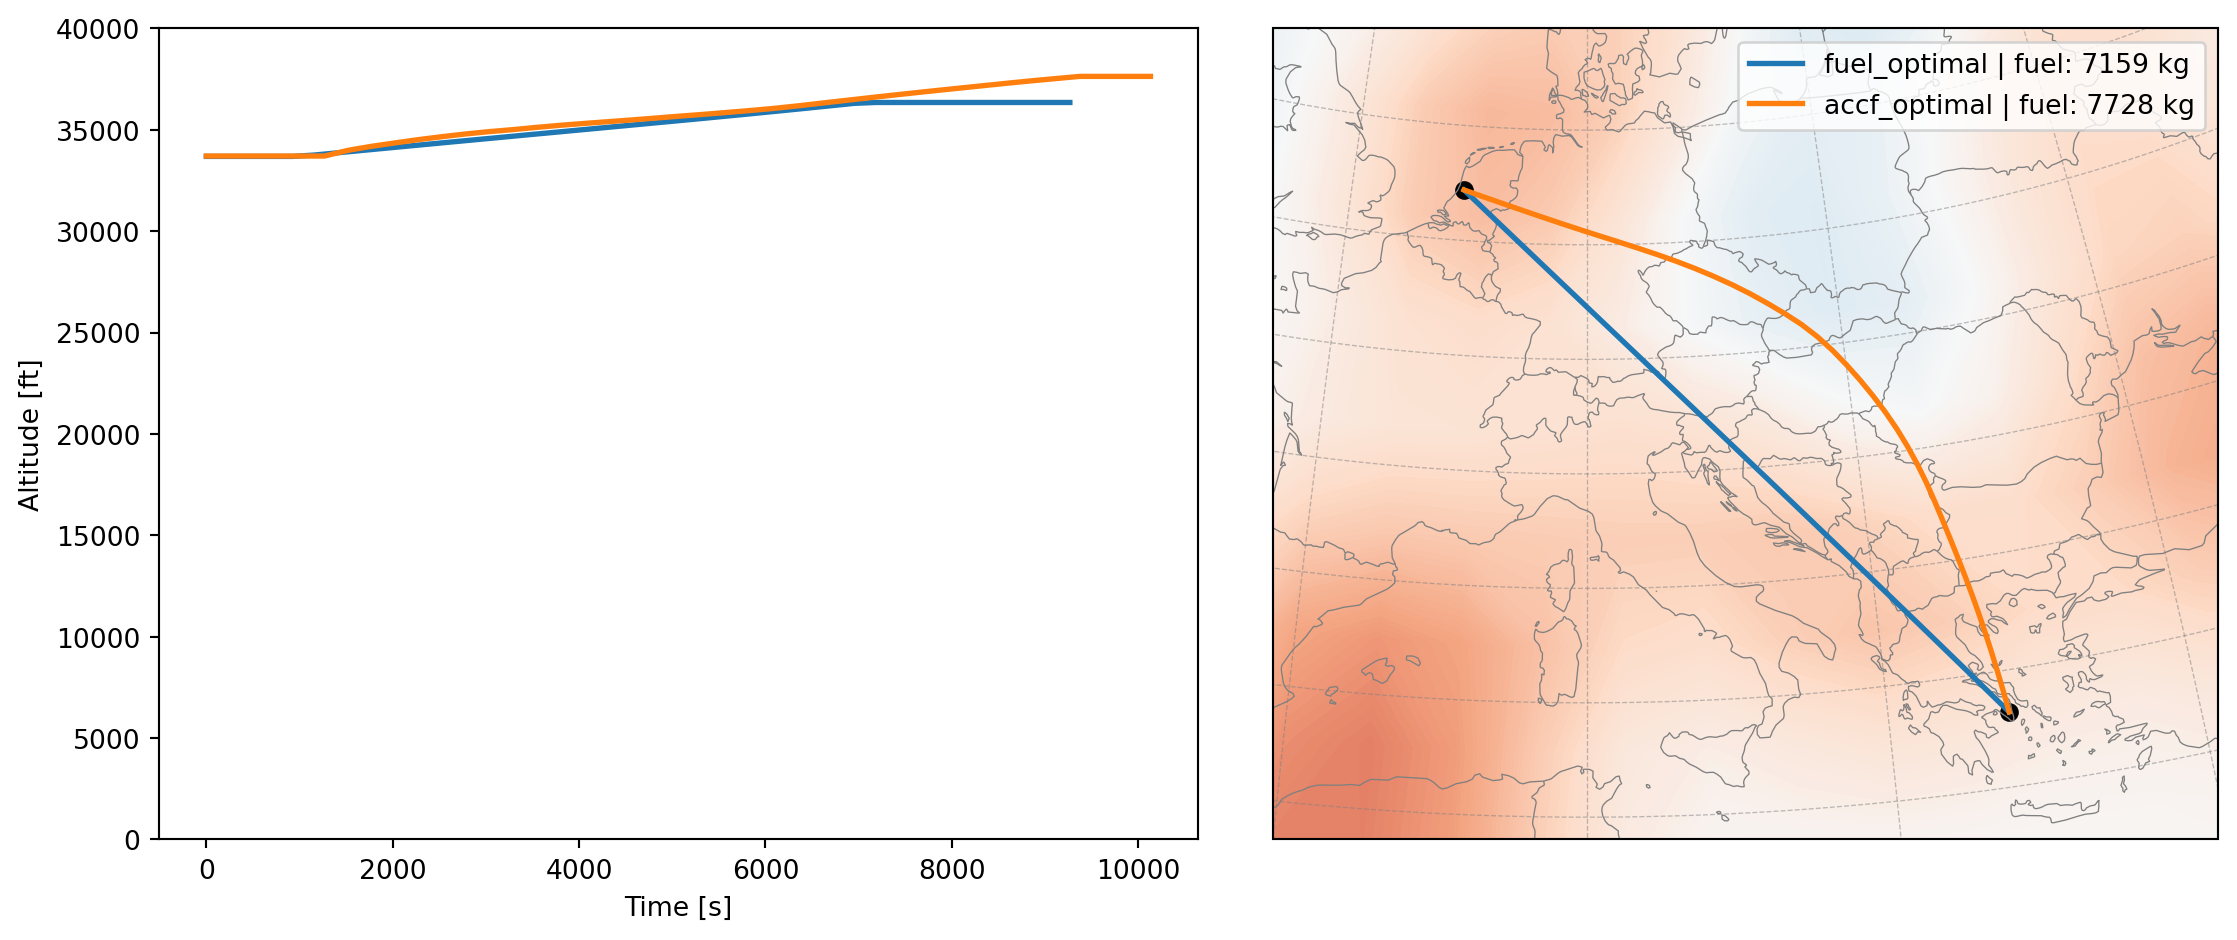 40000
35000
30000
25000
20000
15000
10000
5000
0
Altitude [ft]
0 2000 4000 6000 8000 10000
Time [s]
fuel_optimal | fuel: 7159 kg
accf_optimal | fuel: 7728 kg